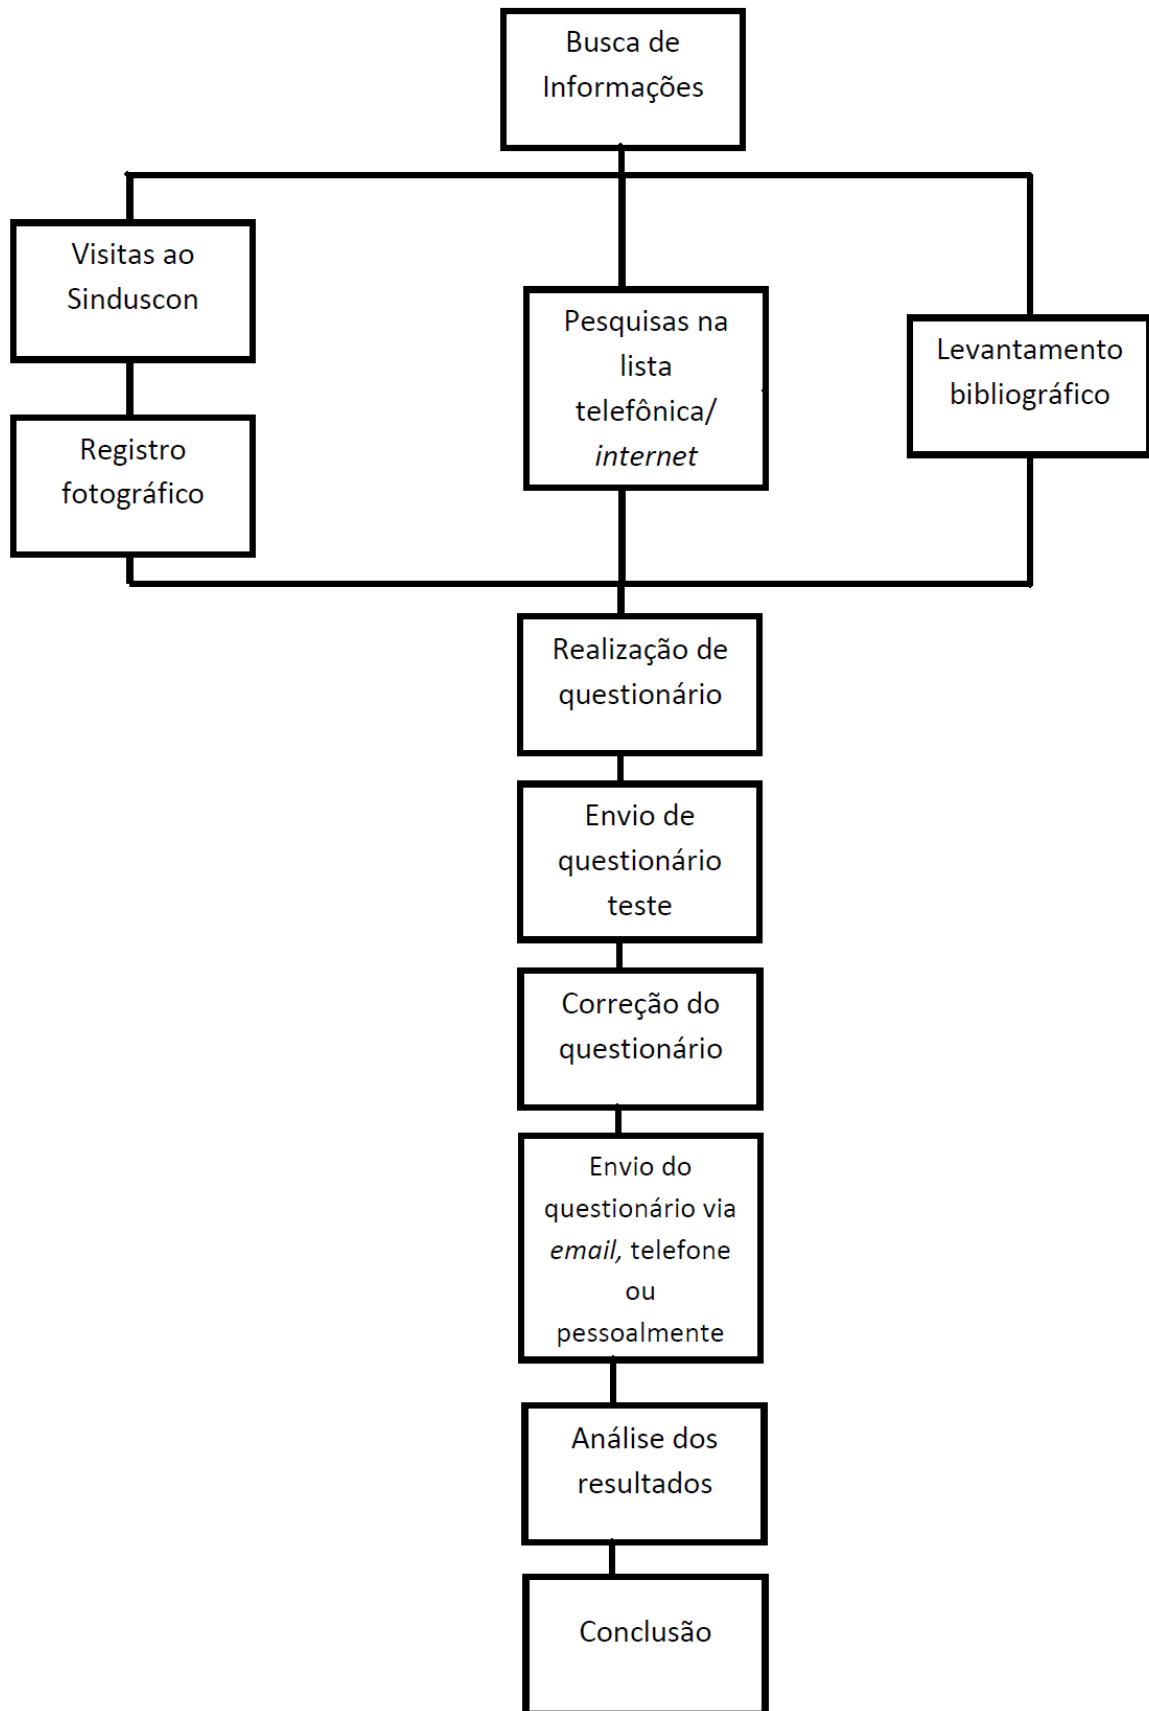 Busca de
Informações
Visitas ao
Sinduscon
Registro
fotográfico
Pesquisas na
lista
telefônica/
internet
Levantamento
bibliográfico
Realização de
questionário
Envio de
questionário
teste
Correção do
questionário
Envio do
questionário via
email, telefone
ou
pessoalmente
Análise dos
resultados
Conclusão